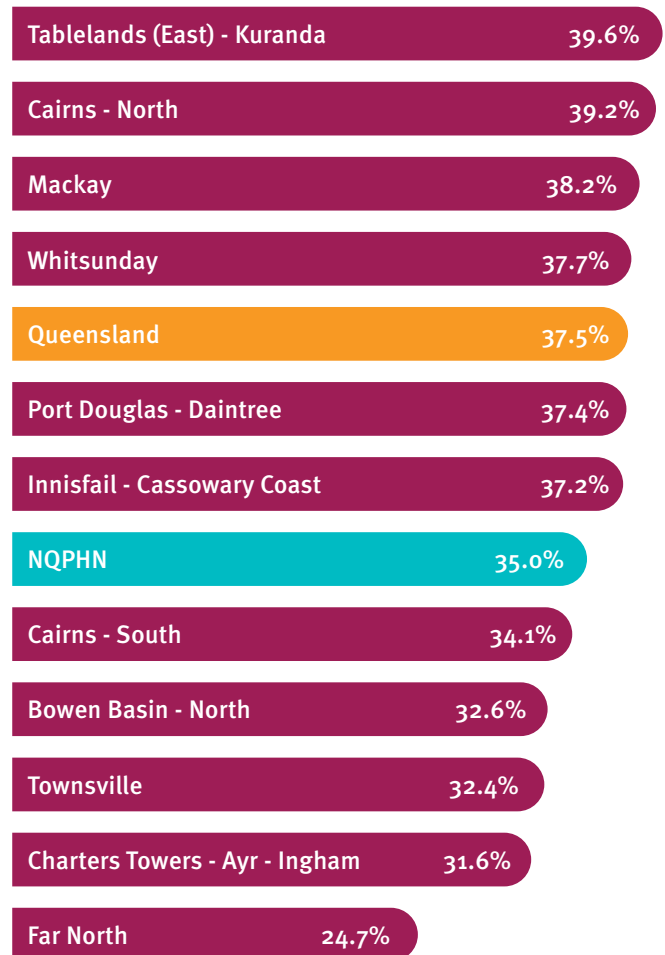 Tablelands (East) - Kuranda 39.6%
Cairns - North 39.2%
Mackay 38.2%
Whitsunday 37.7%
Queensland 37.5%
Port Douglas - Daintree 37.4%
Innisfail - Cassowary Coast 37.2%
NQPHN 35.0%
Cairns - South 34.1%
Bowen Basin - North 32.6%
Townsville 32.4%
Charters Towers - Ayr - Ingham 31.6%
Far North 24.7%